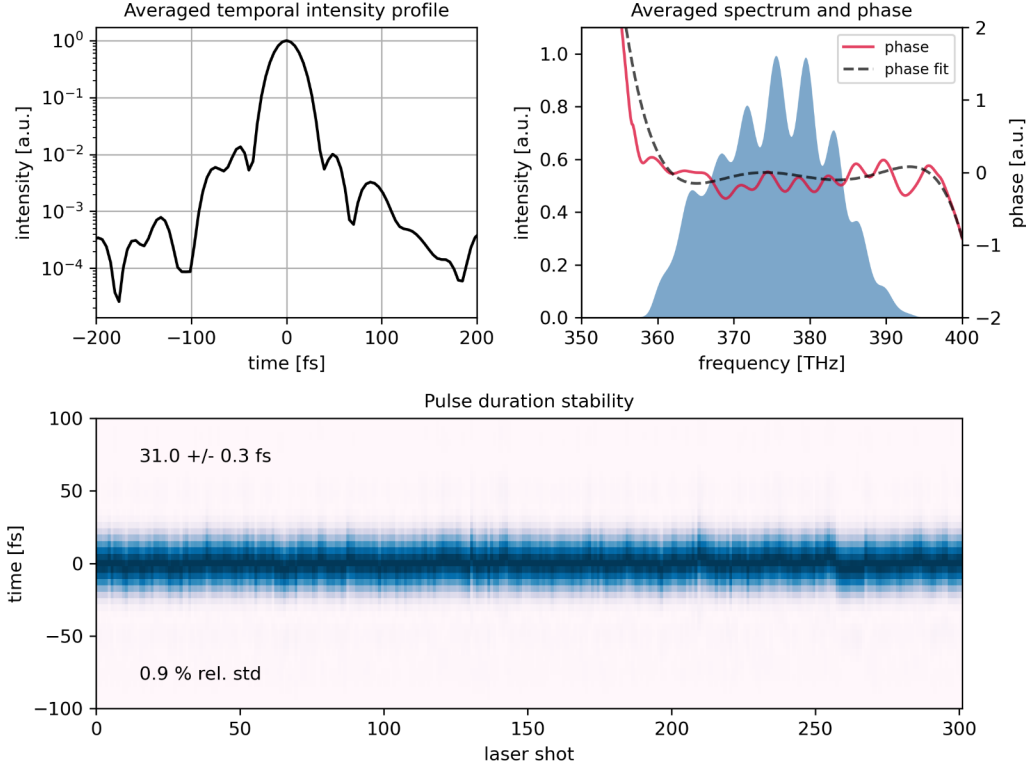 Averaged temporal intensity profile
10⁰
10⁻¹
10⁻²
10⁻³
10⁻⁴
intensity [a.u.]
−200 −100 0 100 200
time [fs]
Averaged spectrum and phase
1.0
0.8
0.6
0.4
0.2
0.0
intensity [a.u.]
phase
phase fit
2
1
0
−1
−2
phase [a.u.]
350 360 370 380 390 400
frequency [THz]
Pulse duration stability
100
50
0
−50
−100
time [fs]
31.0 +/- 0.3 fs
0.9 % rel. std
0 50 100 150 200 250 300
laser shot